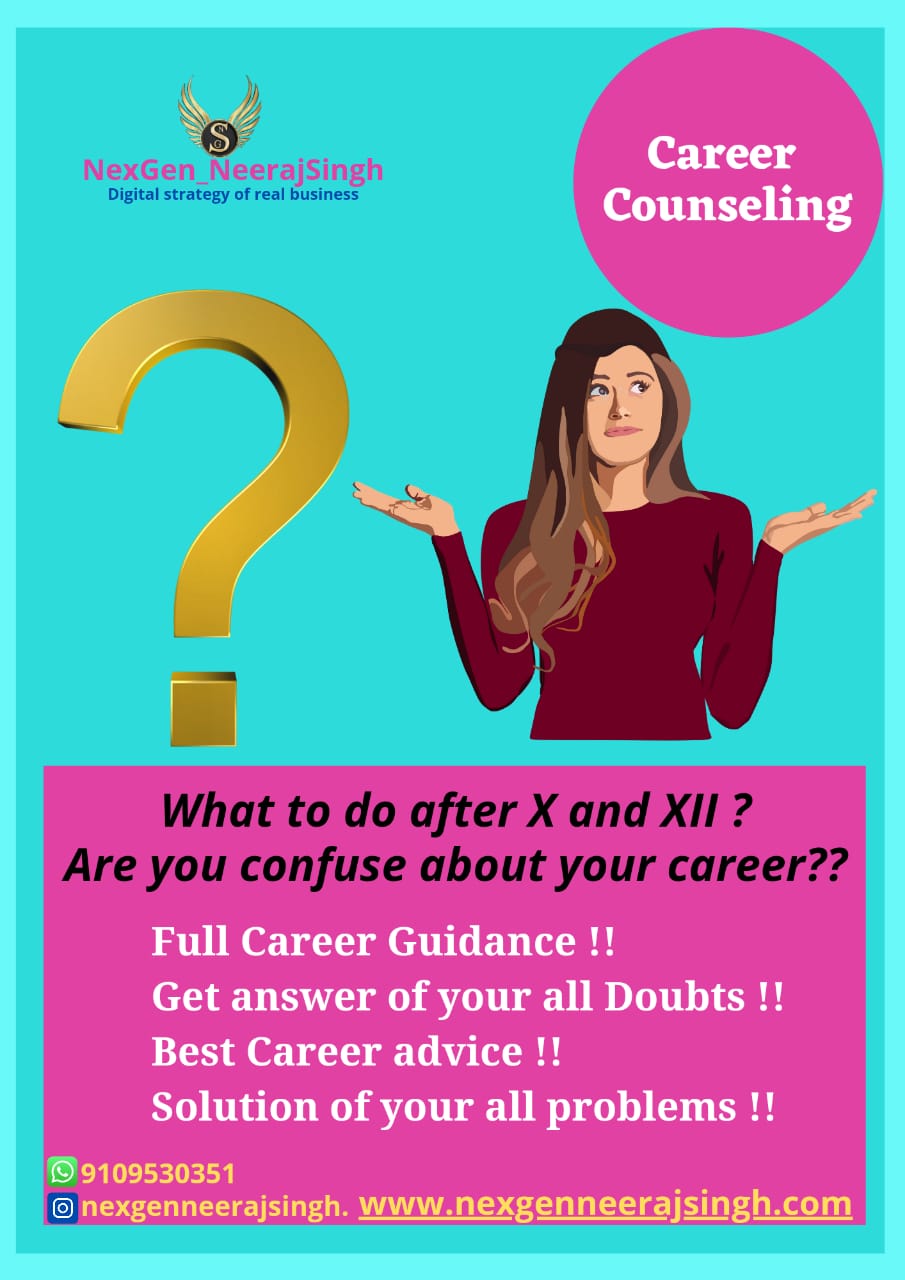 NexGen_NeerajSingh
Digital strategy of real business
Career
Counseling
What to do after X and XII ?
Are you confuse about your career??
Full Career Guidance !!
Get answer of your all Doubts !!
Best Career advice !!
Solution of your all problems !!
9109530351
nexgenneerajsingh. www.nexgenneerajsingh.com